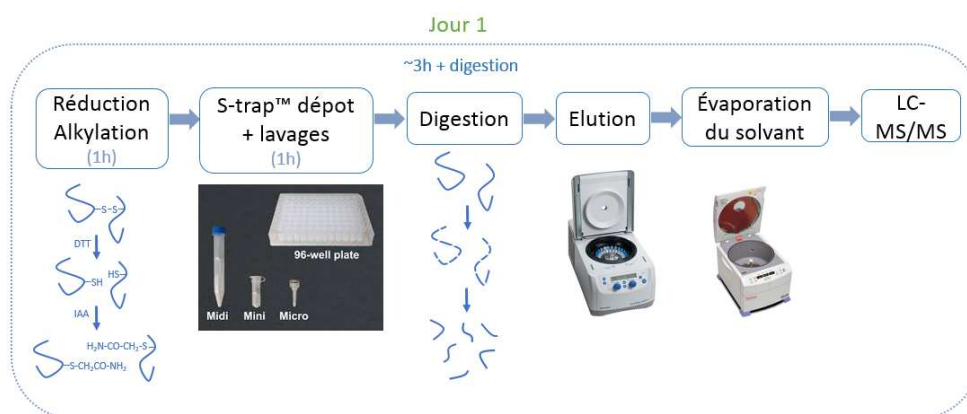 Jour 1
~3h + digestion
Réduction
Alkylation
(1h)
S-trap™ dépot
+ lavages
(1h)
Digestion
Elution
Évaporation
du solvant
LC-
MS/MS
S-S
DTT
SH
HS
IAA
H₂N-CO-CH₂-S
S-CH₂CO-NH₂
96-well plate
Midi
Mini
Micro